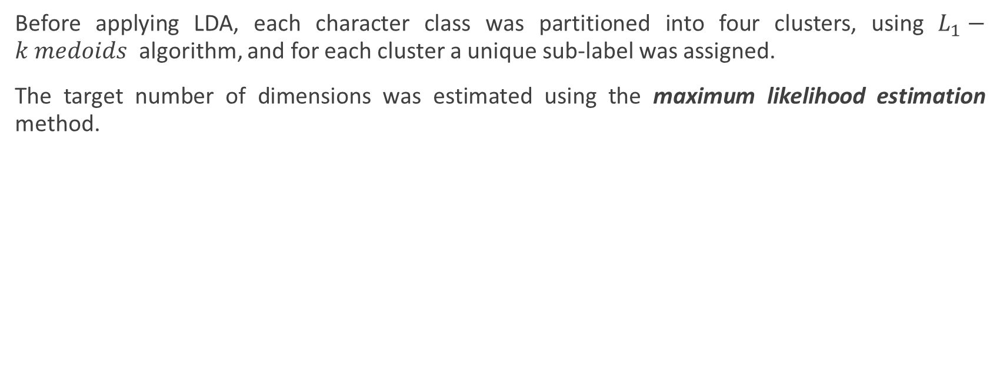 Before applying LDA, each character class was partitioned into four clusters, using L₁ −
k medoids algorithm, and for each cluster a unique sub-label was assigned.
The target number of dimensions was estimated using the maximum likelihood estimation
method.